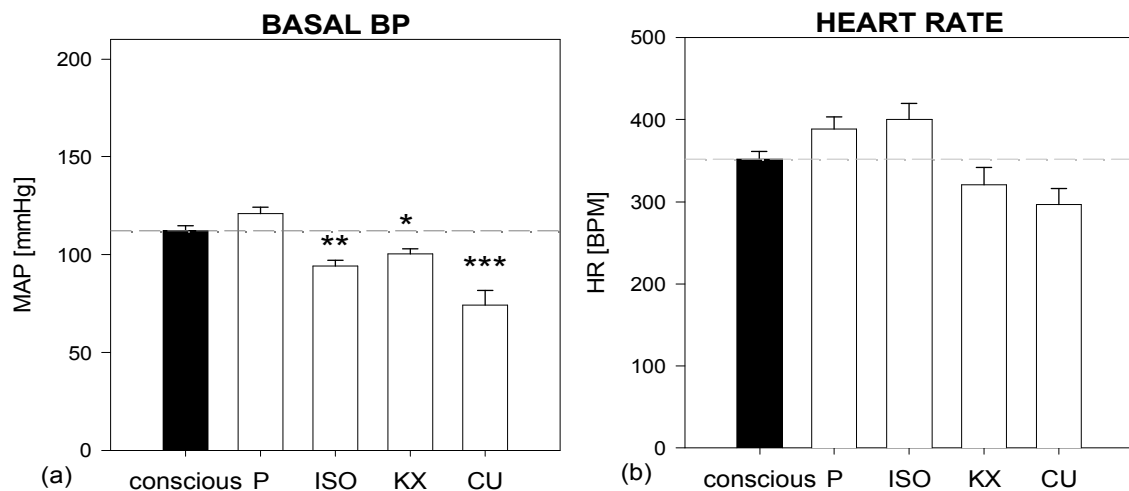 BASAL BP
200
150
100
50
0
MAP [mmHg]
**
*
***
conscious P ISO KX CU
(a)
HEART RATE
500
400
300
200
100
0
HR [BPM]
conscious P ISO KX CU
(b)